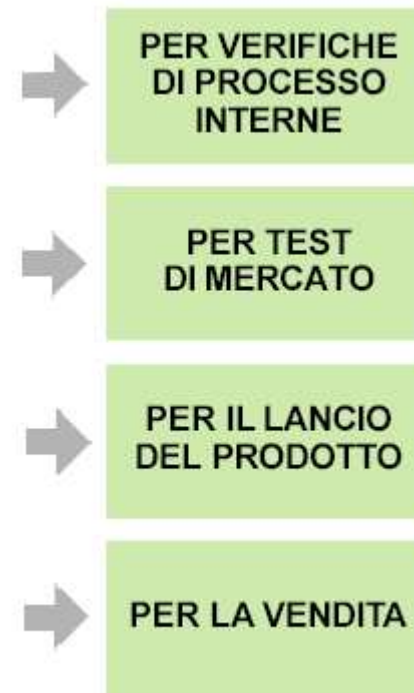 PER VERIFICHE
DI PROCESSO
INTERNE
PER TEST
DI MERCATO
PER IL LANCIO
DEL PRODOTTO
PER LA VENDITA